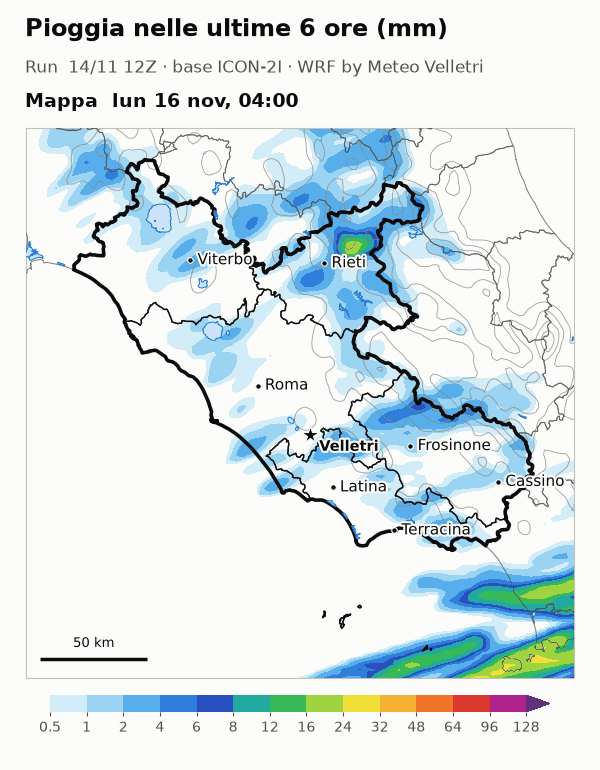 Pioggia nelle ultime 6 ore (mm)
Run 14/11 12Z · base ICON-2I · WRF by Meteo Velletri
Mappa lun 16 nov, 04:00
Viterbo
Rieti
Roma
Velletri
Frosinone
Cassino
Latina
Terracina
50 km
0.5 1 2 4 6 8 12 16 24 32 48 64 96 128